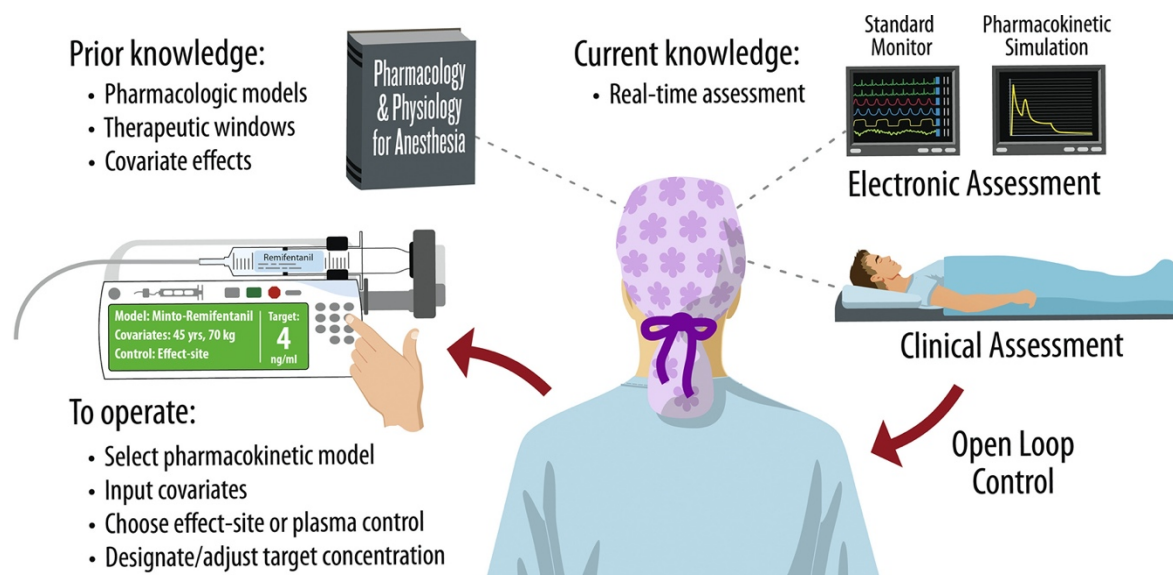 Prior knowledge:
• Pharmacologic models
• Therapeutic windows
• Covariate effects
Pharmacology
& Physiology
for Anesthesia
Current knowledge:
• Real-time assessment
Standard
Monitor
Pharmacokinetic
Simulation
Electronic Assessment
Remifentanil
Model: Minto-Remifentanil
Covariates: 45 yrs, 70 kg
Control: Effect-site
Target:
4
ng/ml
Clinical Assessment
Open Loop
Control
To operate:
• Select pharmacokinetic model
• Input covariates
• Choose effect-site or plasma control
• Designate/adjust target concentration